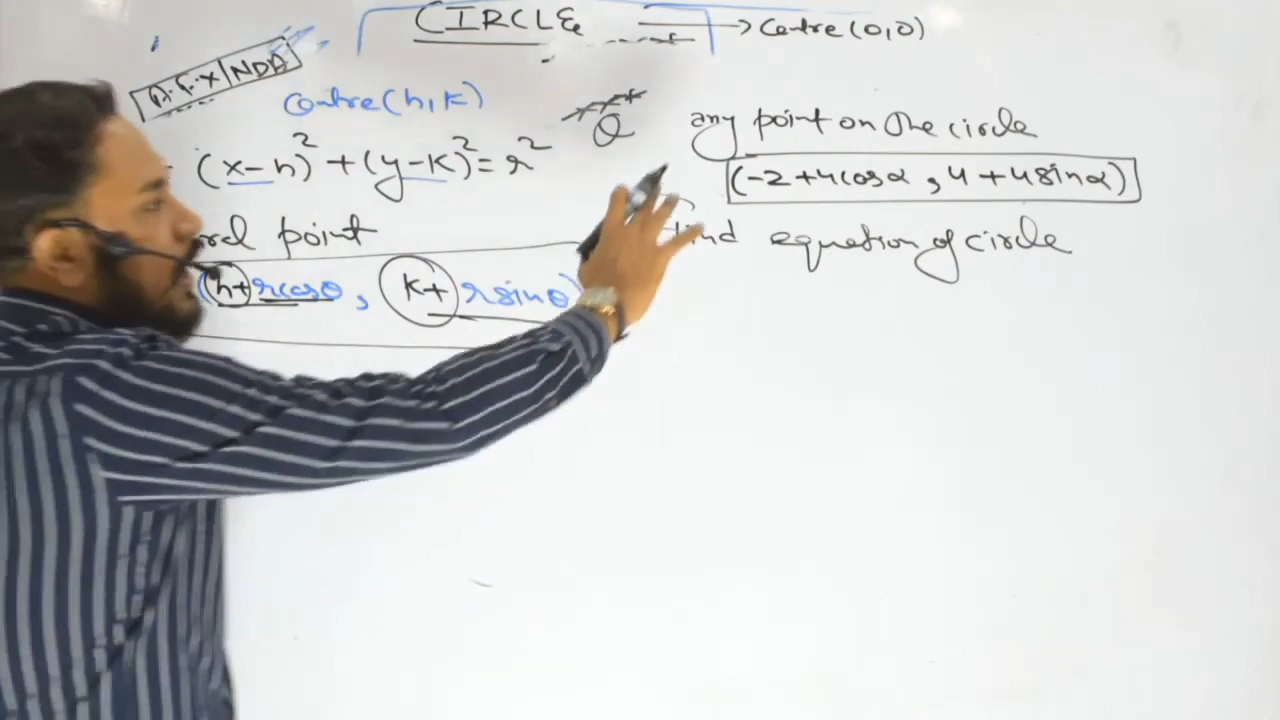 CIRCLE → Centre (0,0)
A.F.X | NDA
Centre (h, k)
(x-h)² + (y-k)² = r²
Q any point on the circle
(-2+4cosα, 4+4sinα)
find equation of circle
point
(h+rcosθ, k+rsinθ)